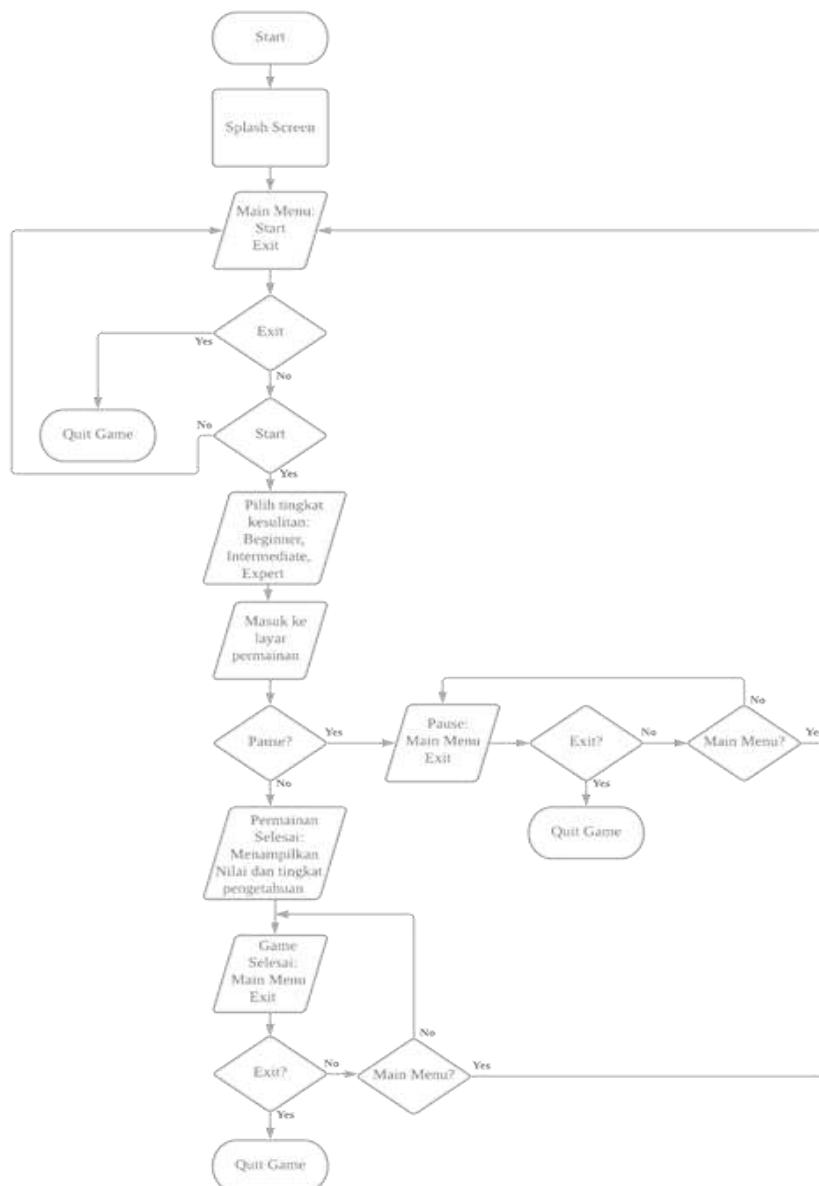 Start
Splash Screen
Main Menu:
Start
Exit
Exit
Yes
No
Quit Game
No
Start
Yes
Pilih tingkat
kesulitan:
Beginner,
Intermediate,
Expert
Masuk ke
layar
permainan
Pause?
Yes
No
Pause:
Main Menu
Exit
Exit?
No
Yes
Main Menu?
No
Ye
Quit Game
Permainan
Selesai:
Menampilkan
Nilai dan tingkat
pengetahuan
Game
Selesai:
Main Menu
Exit
Exit?
No
Yes
Main Menu?
No
Yes
Quit Game